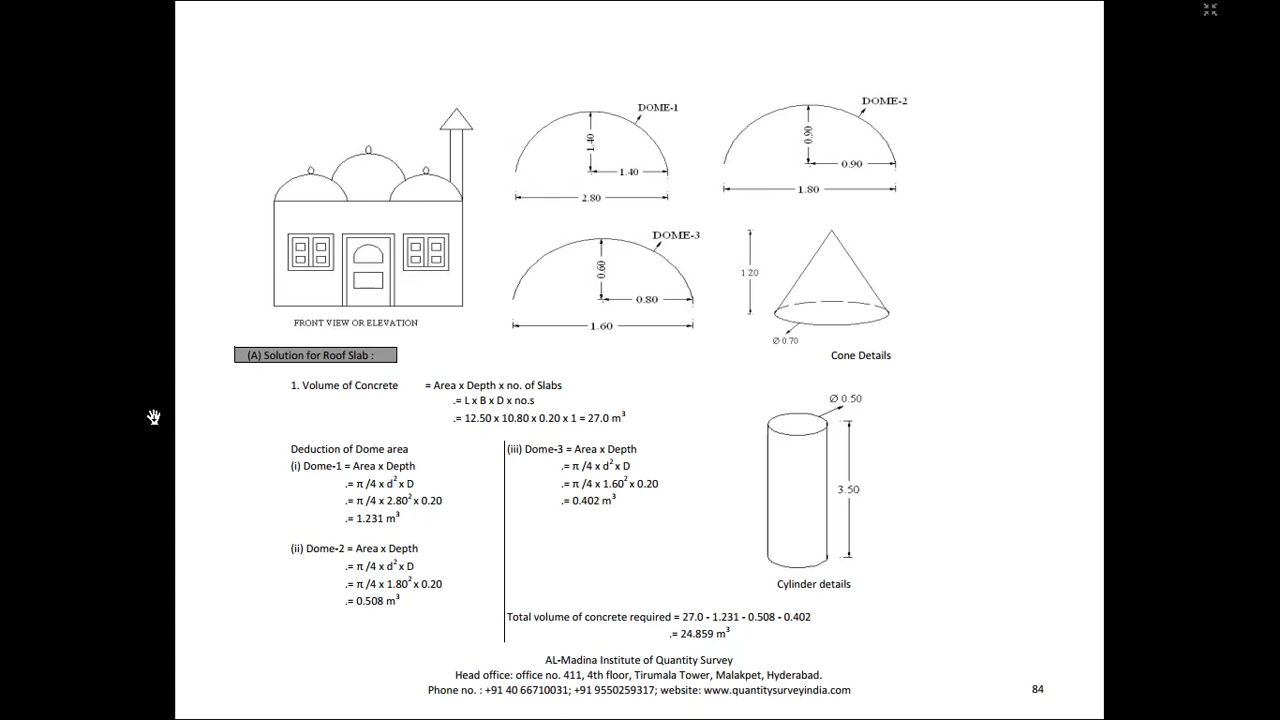 DOME-1
1.40
1.40
2.80
DOME-2
0.90
0.90
1.80
DOME-3
0.60
0.80
1.60
1.20
Ø 0.70
Cone Details
FRONT VIEW OR ELEVATION
(A) Solution for Roof Slab :
1. Volume of Concrete = Area x Depth x no. of Slabs
.= L x B x D x no.s
.= 12.50 x 10.80 x 0.20 x 1 = 27.0 m³
Deduction of Dome area
(i) Dome-1 = Area x Depth
.= π /4 x d² x D
.= π /4 x 2.80² x 0.20
.= 1.231 m³
(ii) Dome-2 = Area x Depth
.= π /4 x d² x D
.= π /4 x 1.80² x 0.20
.= 0.508 m³
(iii) Dome-3 = Area x Depth
.= π /4 x d² x D
.= π /4 x 1.60² x 0.20
.= 0.402 m³
Ø 0.50
3.50
Cylinder details
Total volume of concrete required = 27.0 - 1.231 - 0.508 - 0.402
.= 24.859 m³
AL-Madina Institute of Quantity Survey
Head office: office no. 411, 4th floor, Tirumala Tower, Malakpet, Hyderabad.
Phone no. : +91 40 66710031; +91 9550259317; website: www.quantitysurveyindia.com
84